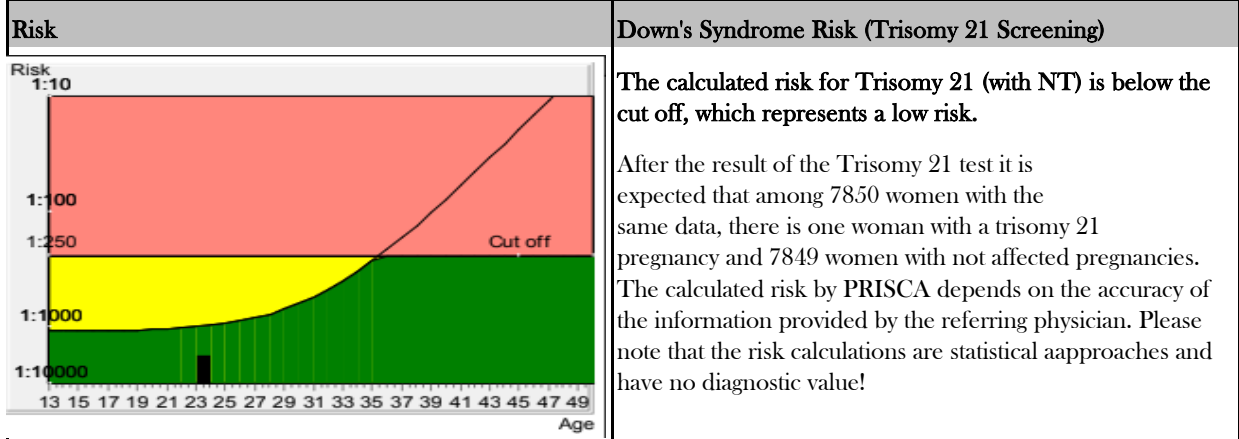 Risk
Risk
1:10
1:100
1:250
Cut off
1:1000
1:10000
13 15 17 19 21 23 25 27 29 31 33 35 37 39 41 43 45 47 49
Age
Down's Syndrome Risk (Trisomy 21 Screening)
The calculated risk for Trisomy 21 (with NT) is below the
cut off, which represents a low risk.
After the result of the Trisomy 21 test it is
expected that among 7850 women with the
same data, there is one woman with a trisomy 21
pregnancy and 7849 women with not affected pregnancies.
The calculated risk by PRISCA depends on the accuracy of
the information provided by the referring physician. Please
note that the risk calculations are statistical aapproaches and
have no diagnostic value!